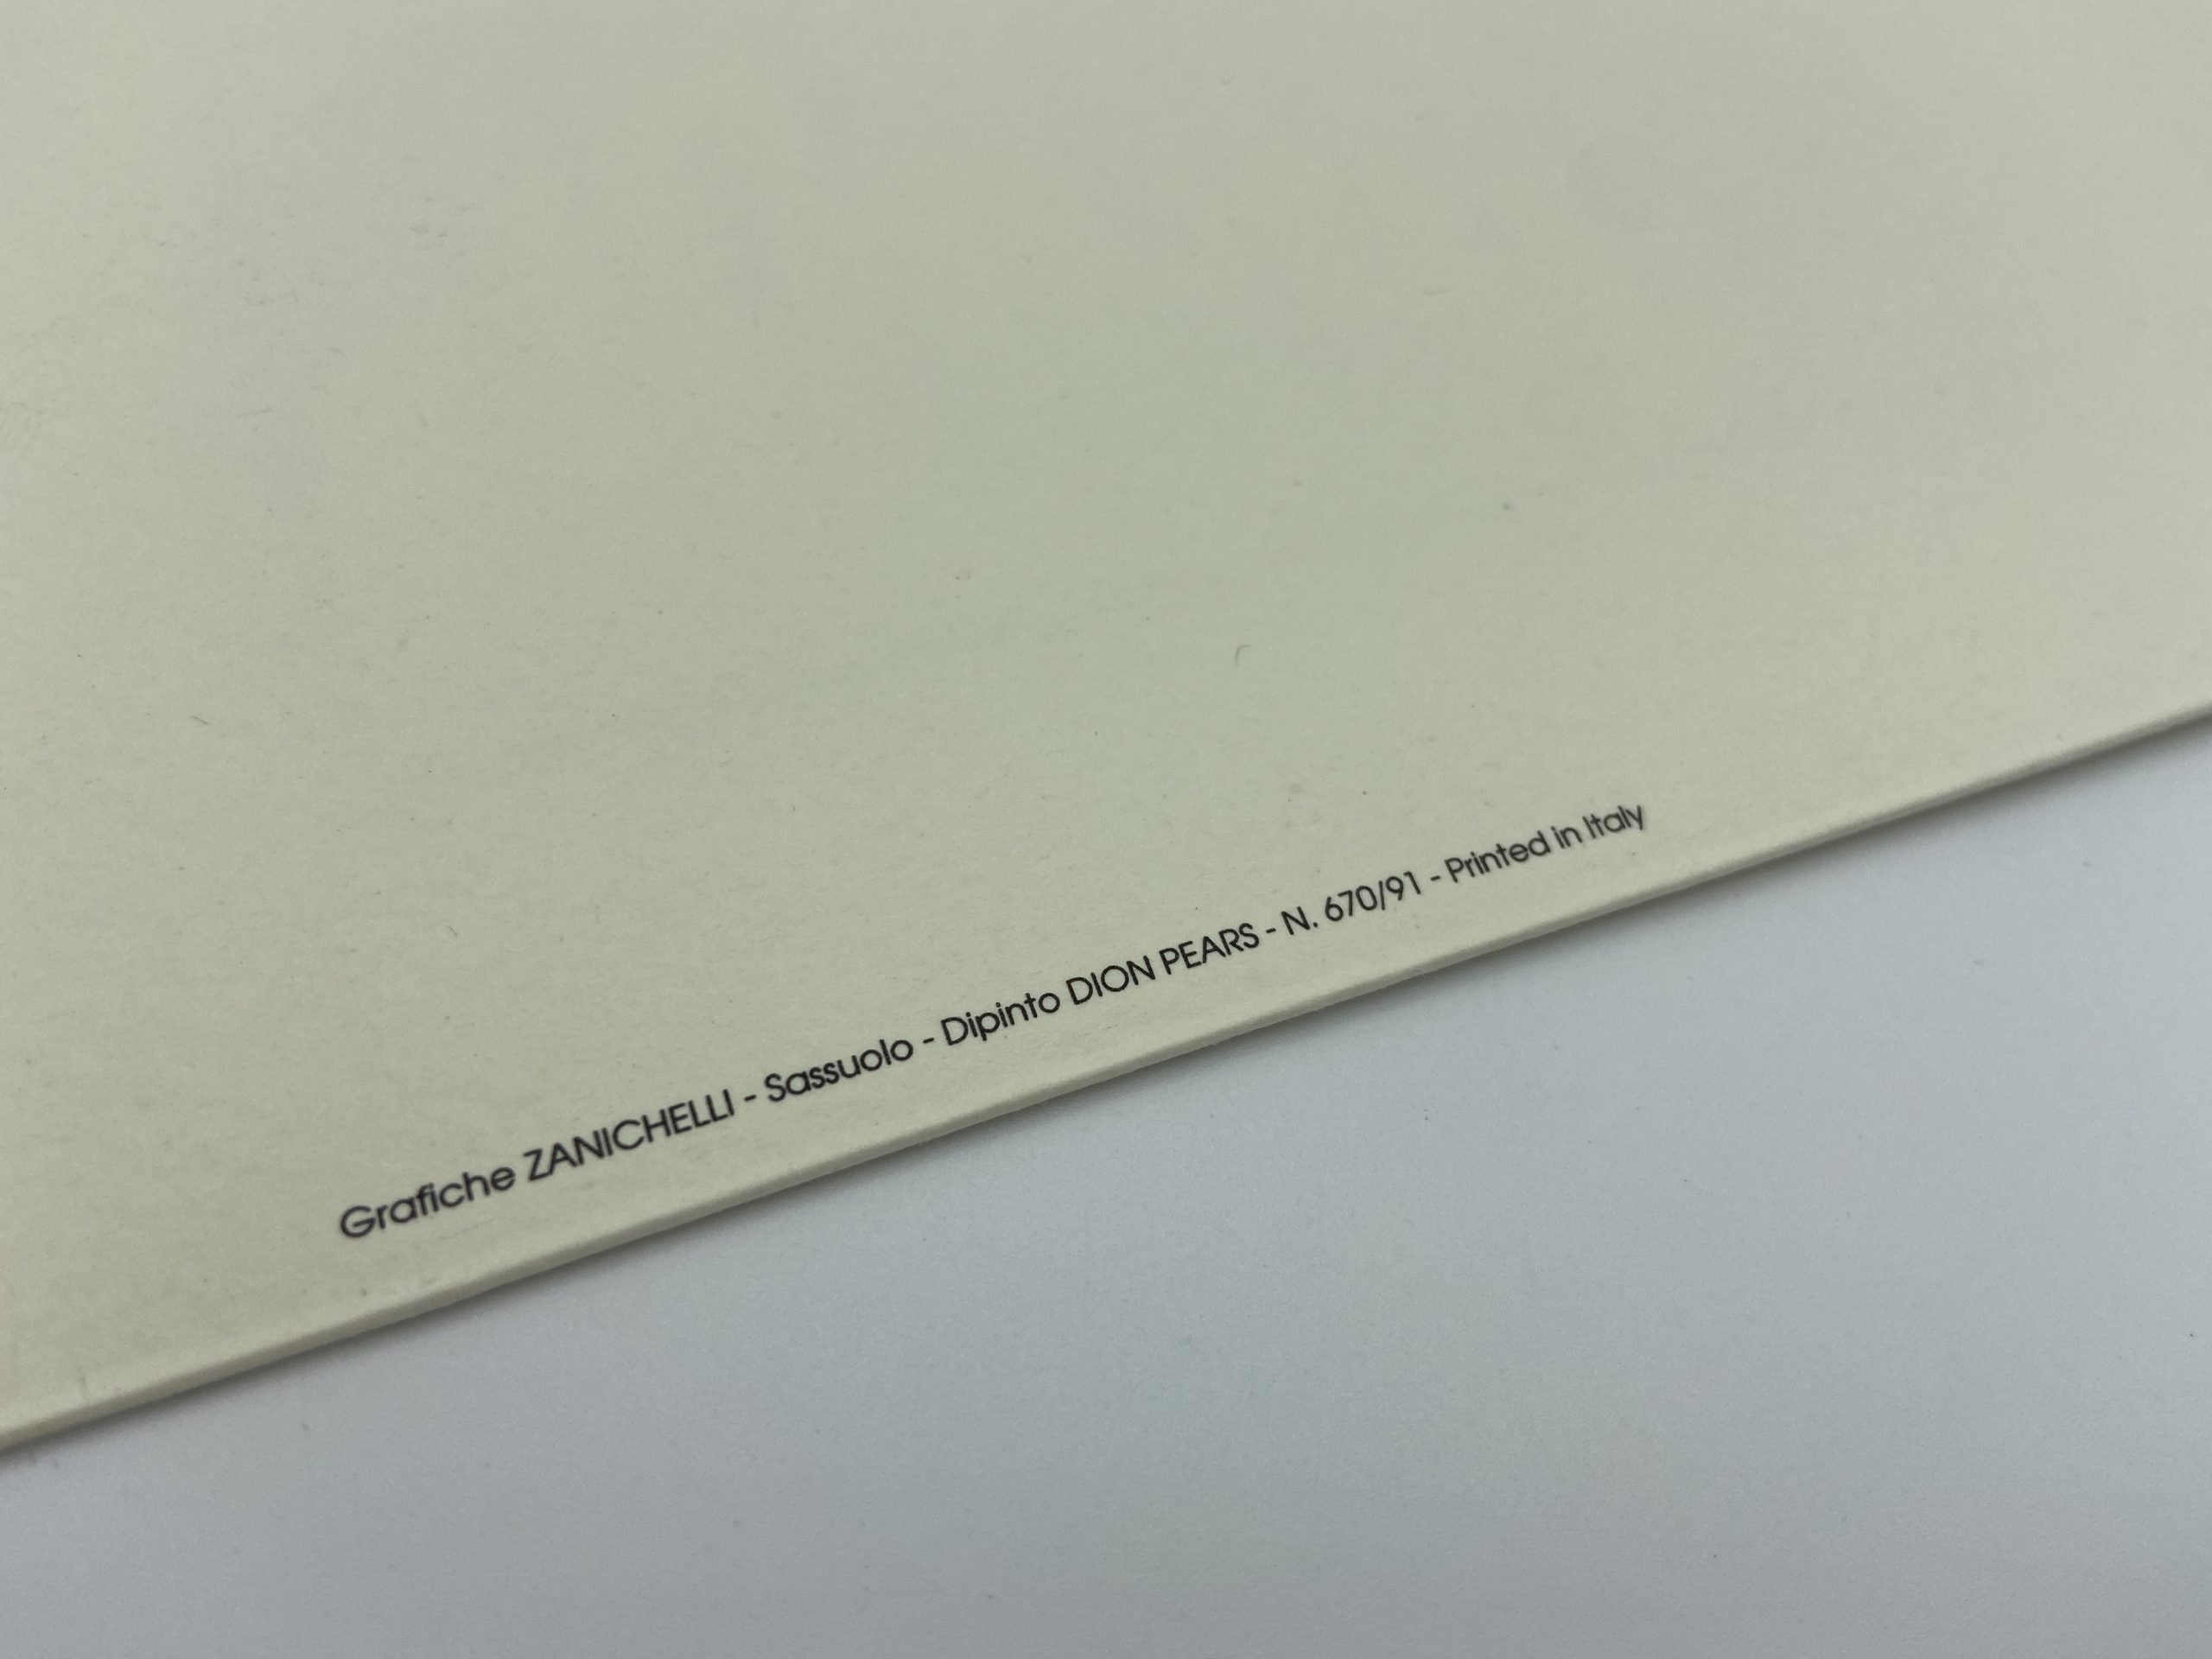 Grafiche ZANICHELLI - Sassuolo - Dipinto DION PEARS - N. 670/91 - Printed in Italy